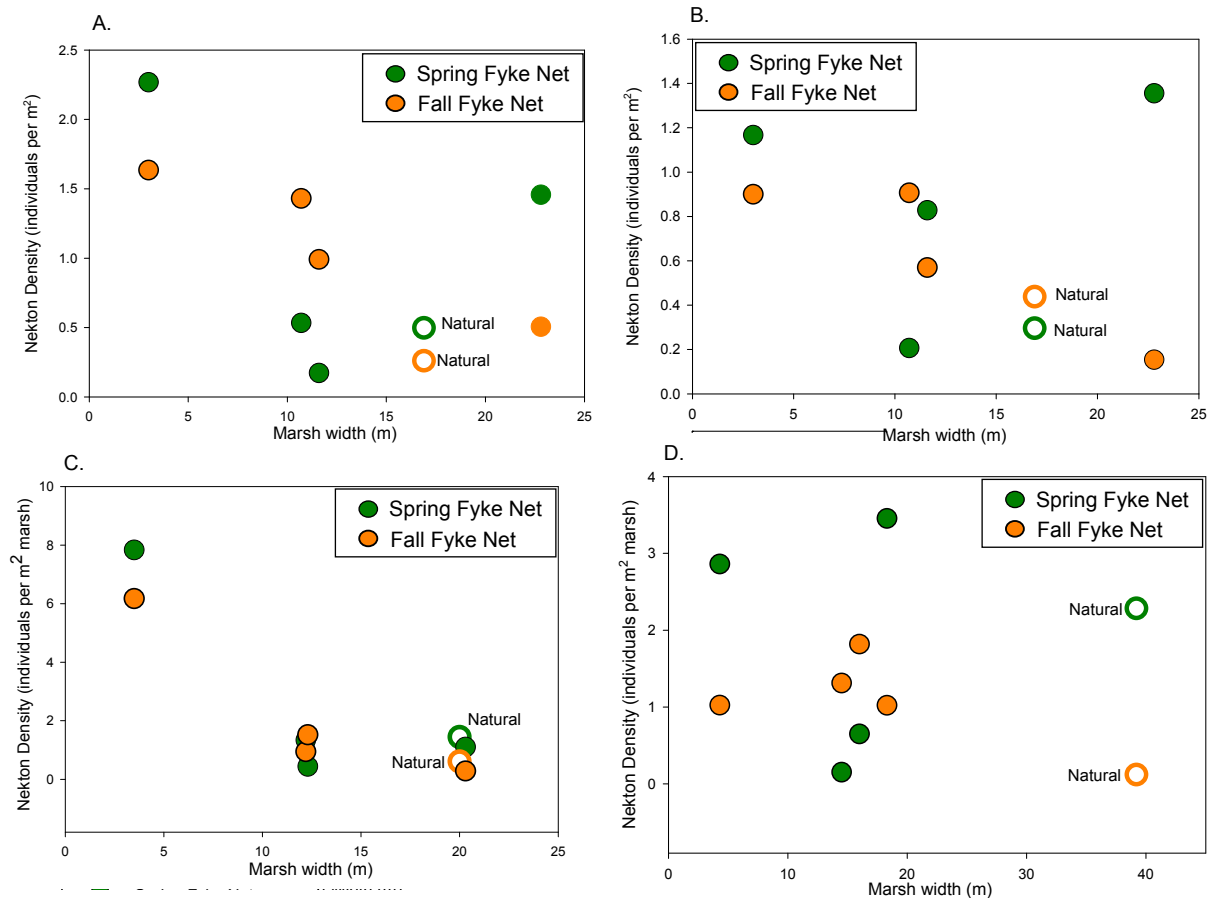 A.
Nekton Density (individuals per m²)
2.5
2.0
1.5
1.0
0.5
0.0
Spring Fyke Net
Fall Fyke Net
Natural
Natural
0 5 10 15 20 25
Marsh width (m)
B.
Nekton Density (individuals per m²)
1.6
1.4
1.2
1.0
0.8
0.6
0.4
0.2
0.0
Spring Fyke Net
Fall Fyke Net
Natural
Natural
0 5 10 15 20 25
Marsh width (m)
C.
Nekton Density (individuals per m² marsh)
10
8
6
4
2
0
Spring Fyke Net
Fall Fyke Net
Natural
Natural
0 5 10 15 20 25
Marsh width (m)
D.
Nekton Density (individuals per m² marsh)
4
3
2
1
0
Spring Fyke Net
Fall Fyke Net
Natural
Natural
0 10 20 30 40
Marsh width (m)